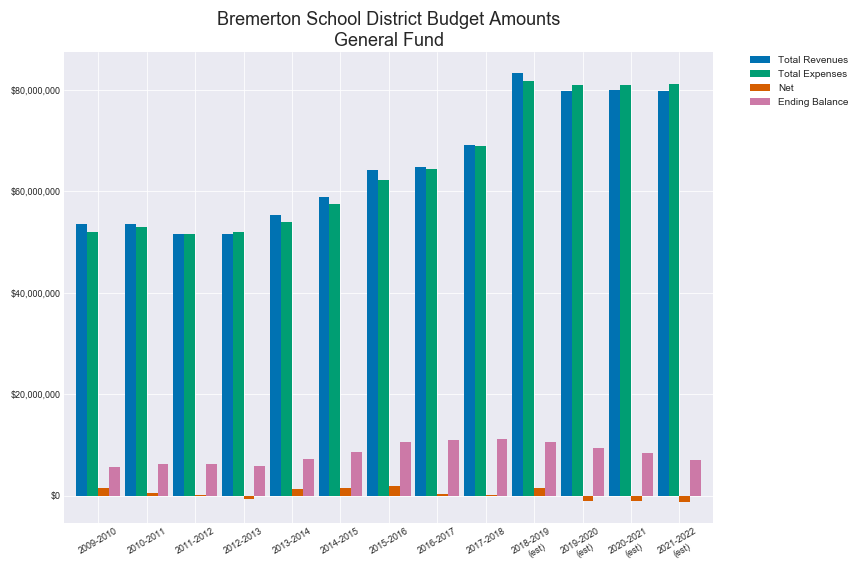 Bremerton School District Budget Amounts
General Fund
Total Revenues
Total Expenses
Net
Ending Balance
$80,000,000
$60,000,000
$40,000,000
$20,000,000
$0
2009-2010
2010-2011
2011-2012
2012-2013
2013-2014
2014-2015
2015-2016
2016-2017
2017-2018
2018-2019
(est)
2019-2020
(est)
2020-2021
(est)
2021-2022
(est)